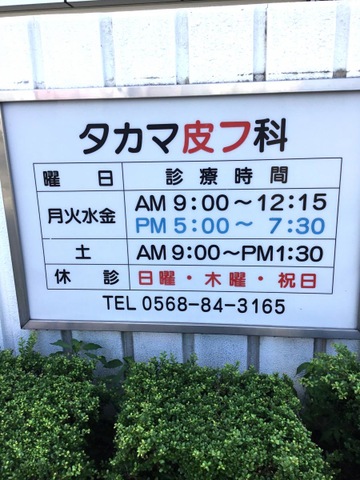 タカマ皮フ科
曜日 診療時間
月火水金 AM 9:00～12:15
PM 5:00～ 7:30
土 AM 9:00～PM1:30
休診 日曜・木曜・祝日
TEL 0568-84-3165